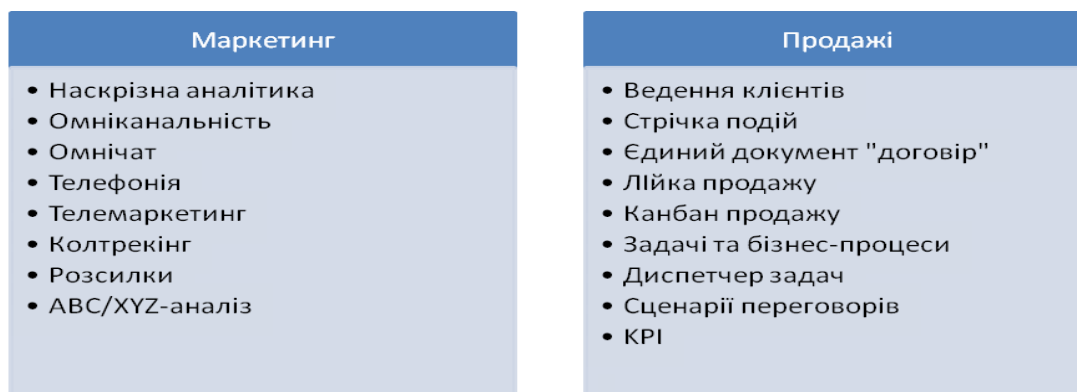 Маркетинг
• Наскрізна аналітика
• Омніканальність
• Омнічат
• Телефонія
• Телемаркетинг
• Колтрекінг
• Розсилки
• ABC/XYZ-аналіз
Продажі
• Ведення клієнтів
• Стрічка подій
• Єдиний документ "договір"
• ЛІйка продажу
• Канбан продажу
• Задачі та бізнес-процеси
• Диспетчер задач
• Сценарії переговорів
• KPI